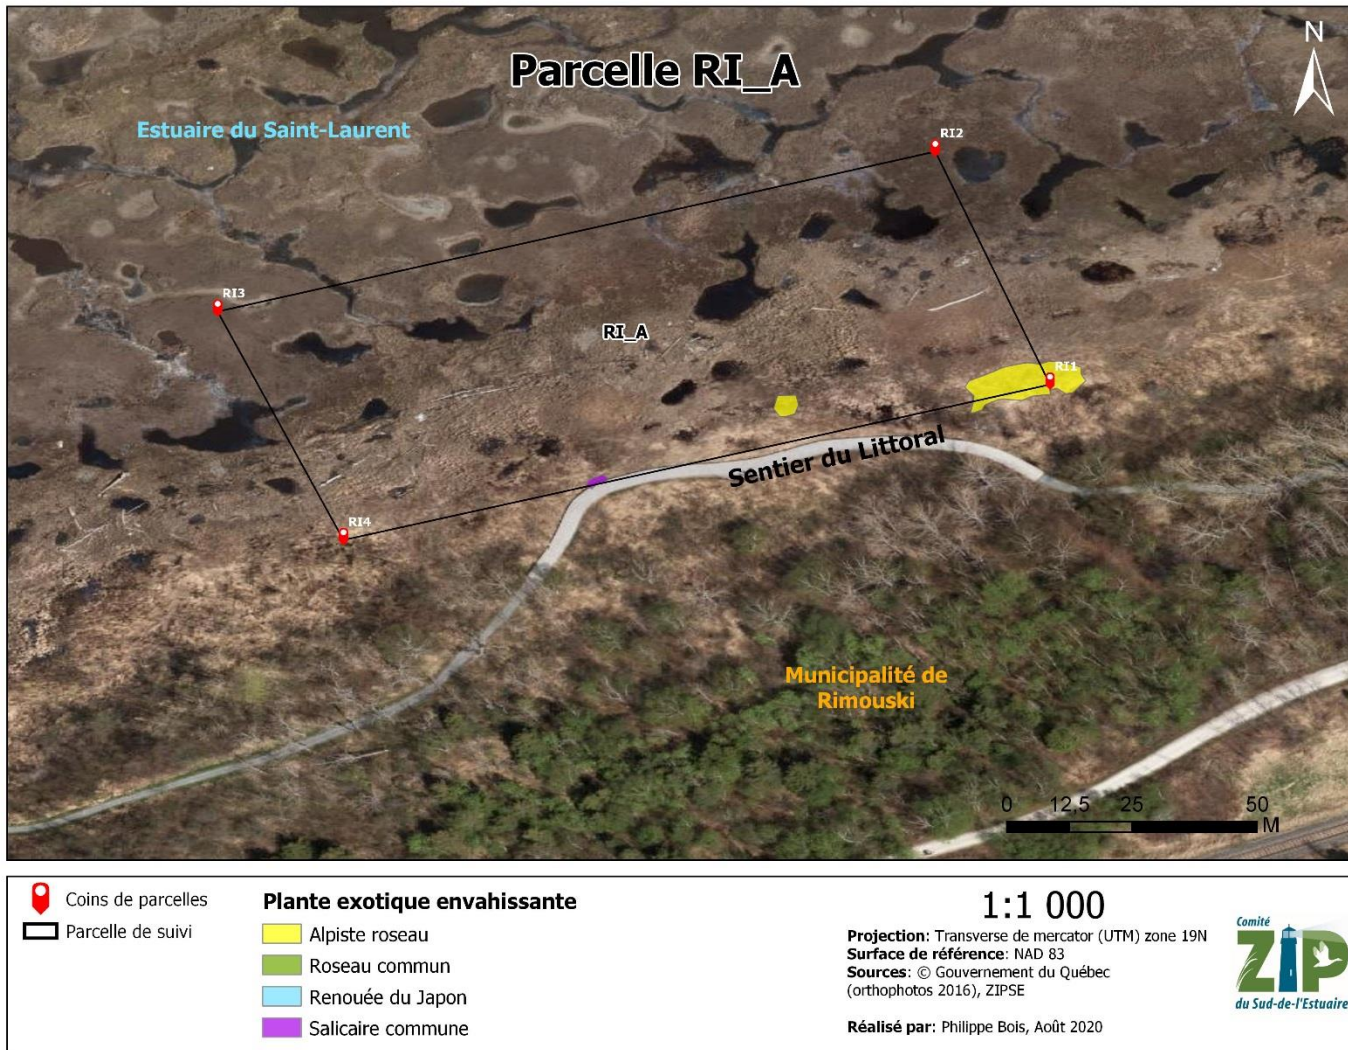 Parcelle RI_A
N
Estuaire du Saint-Laurent
RI2
RI3
RI_A
RI1
Sentier du Littoral
RI4
Municipalité de
Rimouski
0 12,5 25 50
M
Coins de parcelles
Parcelle de suivi
Plante exotique envahissante
Alpiste roseau
Roseau commun
Renouée du Japon
Salicaire commune
1:1 000
Projection: Transverse de mercator (UTM) zone 19N
Surface de référence: NAD 83
Sources: © Gouvernement du Québec
(orthophotos 2016), ZIPSE
Réalisé par: Philippe Bois, Août 2020
Comité
ZIP
du Sud-de-l'Estuaire